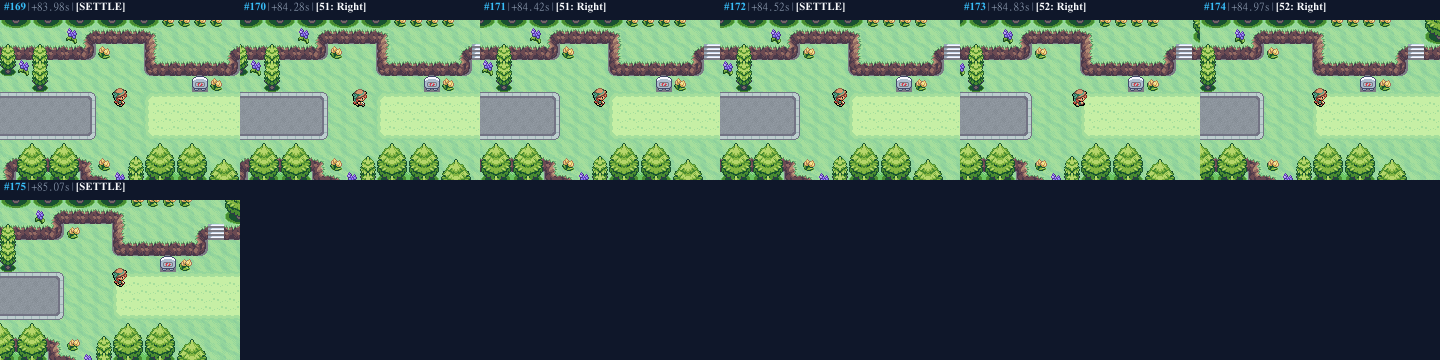 #169|+83.98s|[SETTLE]
#170|+84.28s|[51: Right]
#171|+84.42s|[51: Right]
#172|+84.52s|[SETTLE]
#173|+84.83s|[52: Right]
#174|+84.97s|[52: Right]
#175|+85.07s|[SETTLE]